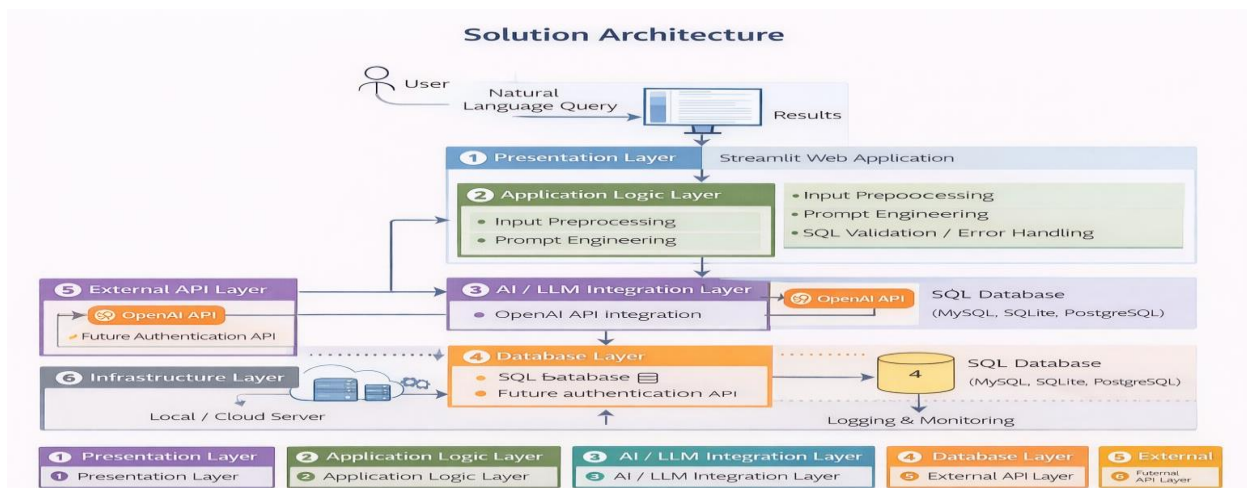 Solution Architecture
User
Natural
Language Query
Results
1 Presentation Layer
Streamlit Web Application
2 Application Logic Layer
• Input Preprocessing
• Prompt Engineering
• Input Prepoocessing
• Prompt Engineering
• SQL Validation / Error Handling
5 External API Layer
OpenAI API
Future Authentication API
3 AI / LLM Integration Layer
• OpenAI API integration
OpenAI API
SQL Database
(MySQL, SQLite, PostgreSQL)
4 Database Layer
• SQL Ƅatabase
• Future authentication API
4
SQL Database
(MySQL, SQLite, PostgreSQL)
6 Infrastructure Layer
Local / Cloud Server
Logging & Monitoring
1 Presentation Layer
1 Presentation Layer
2 Application Logic Layer
2 Application Logic Layer
3 AI / LLM Integration Layer
3 AI / LLM Integration Layer
4 Database Layer
5 External API Layer
5 External
6 Futernal
API Layer